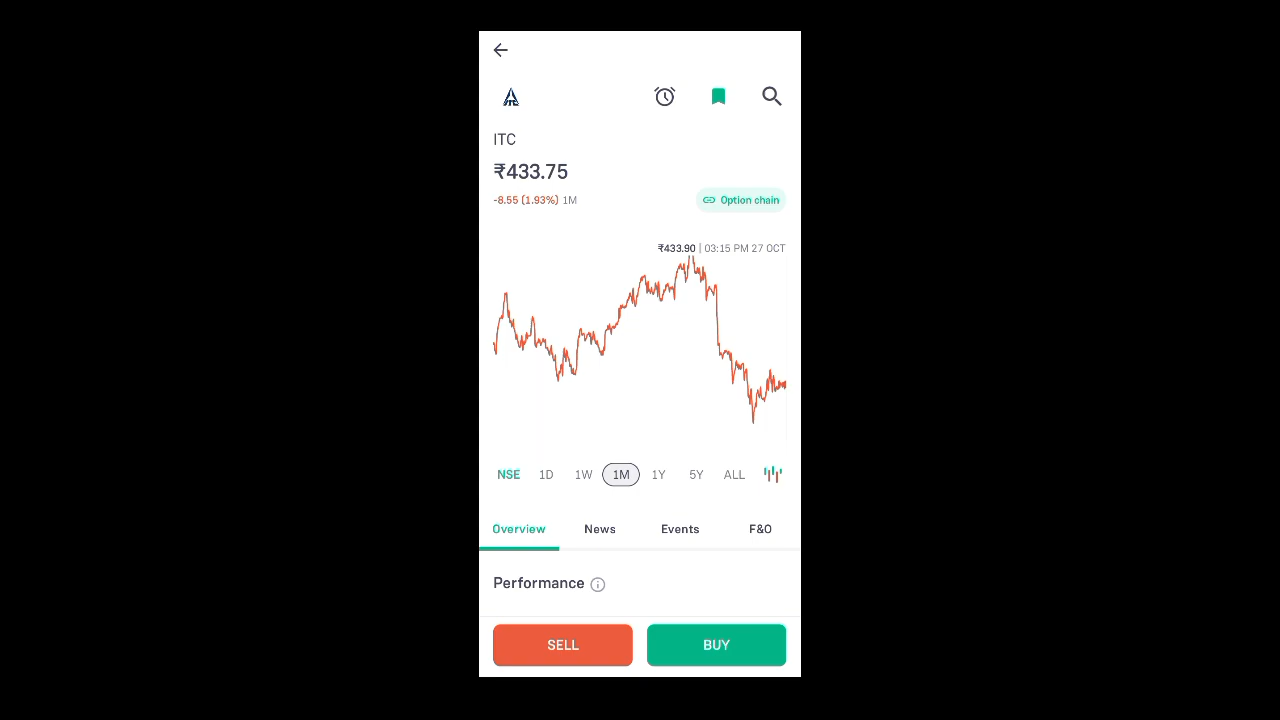 ITC
ITC
₹433.75
-8.55 (1.93%) 1M
Option chain
₹433.90 | 03:15 PM 27 OCT
NSE 1D 1W 1M 1Y 5Y ALL
Overview News Events F&O
Performance
SELL BUY